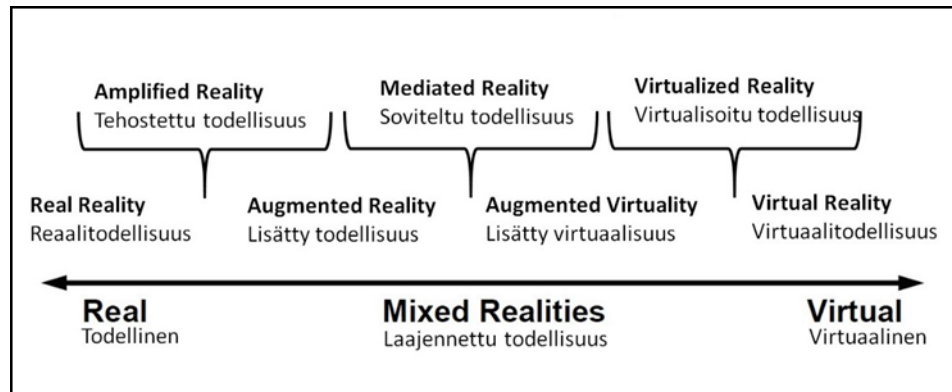 Amplified Reality
Tehostettu todellisuus
Mediated Reality
Soviteltu todellisuus
Virtualized Reality
Virtualisoitu todellisuus
Real Reality
Reaalitodellisuus
Augmented Reality
Lisätty todellisuus
Augmented Virtuality
Lisätty virtuaalisuus
Virtual Reality
Virtuaalitodellisuus
Real
Todellinen
Mixed Realities
Laajennettu todellisuus
Virtual
Virtuaalinen